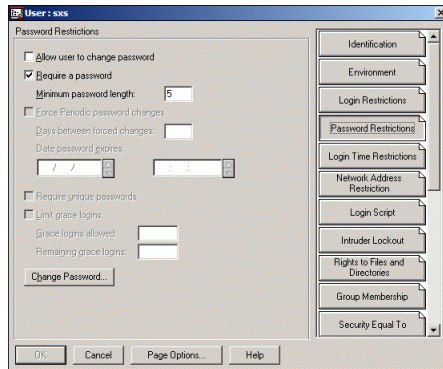 User : sxs
Password Restrictions
Allow user to change password
Require a password
Minimum password length: 5
Force Periodic password changes
Days between forced changes:
Date password expires:
/ /
: :
Require unique passwords
Limit grace logins
Grace logins allowed:
Remaining grace logins:
Change Password...
Identification
Environment
Login Restrictions
Password Restrictions
Login Time Restrictions
Network Address
Restriction
Login Script
Intruder Lockout
Rights to Files and
Directories
Group Membership
Security Equal To
OK
Cancel
Page Options...
Help